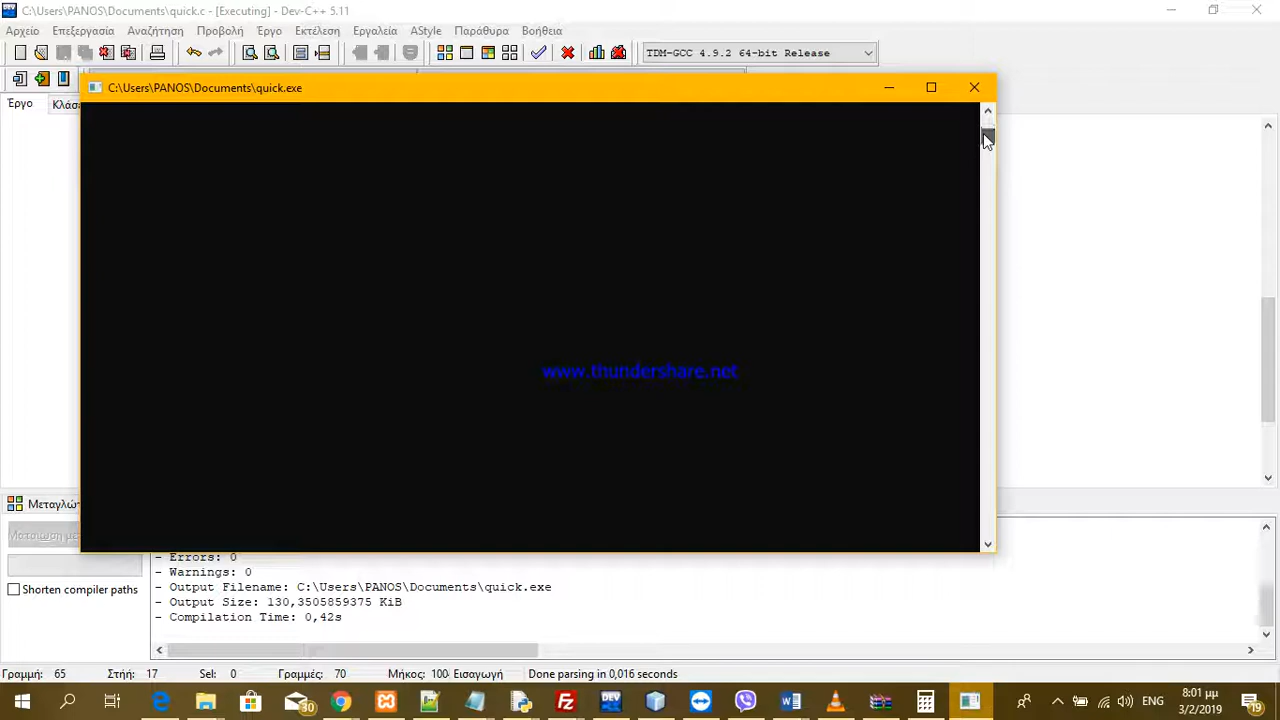 C:\Users\PANOS\Documents\quick.c - [Executing] - Dev-C++ 5.11
Αρχείο Επεξεργασία Αναζήτηση Προβολή Έργο Εκτέλεση Εργαλεία AStyle Παράθυρα Βοήθεια
TDM-GCC 4.9.2 64-bit Release
C:\Users\PANOS\Documents\quick.exe
Έργο
www.thundershare.net
- Errors: 0
- Warnings: 0
- Output Filename: C:\Users\PANOS\Documents\quick.exe
Shorten compiler paths
- Output Size: 130,3505859375 KiB
- Compilation Time: 0,42s
Γραμμή: 65 Στήή: 17 Sel: 0 Γραμμές: 70 Μήκος: 100 Εισαγωγή Done parsing in 0,016 seconds
30
ENG
8:01 μμ
3/2/2019
19